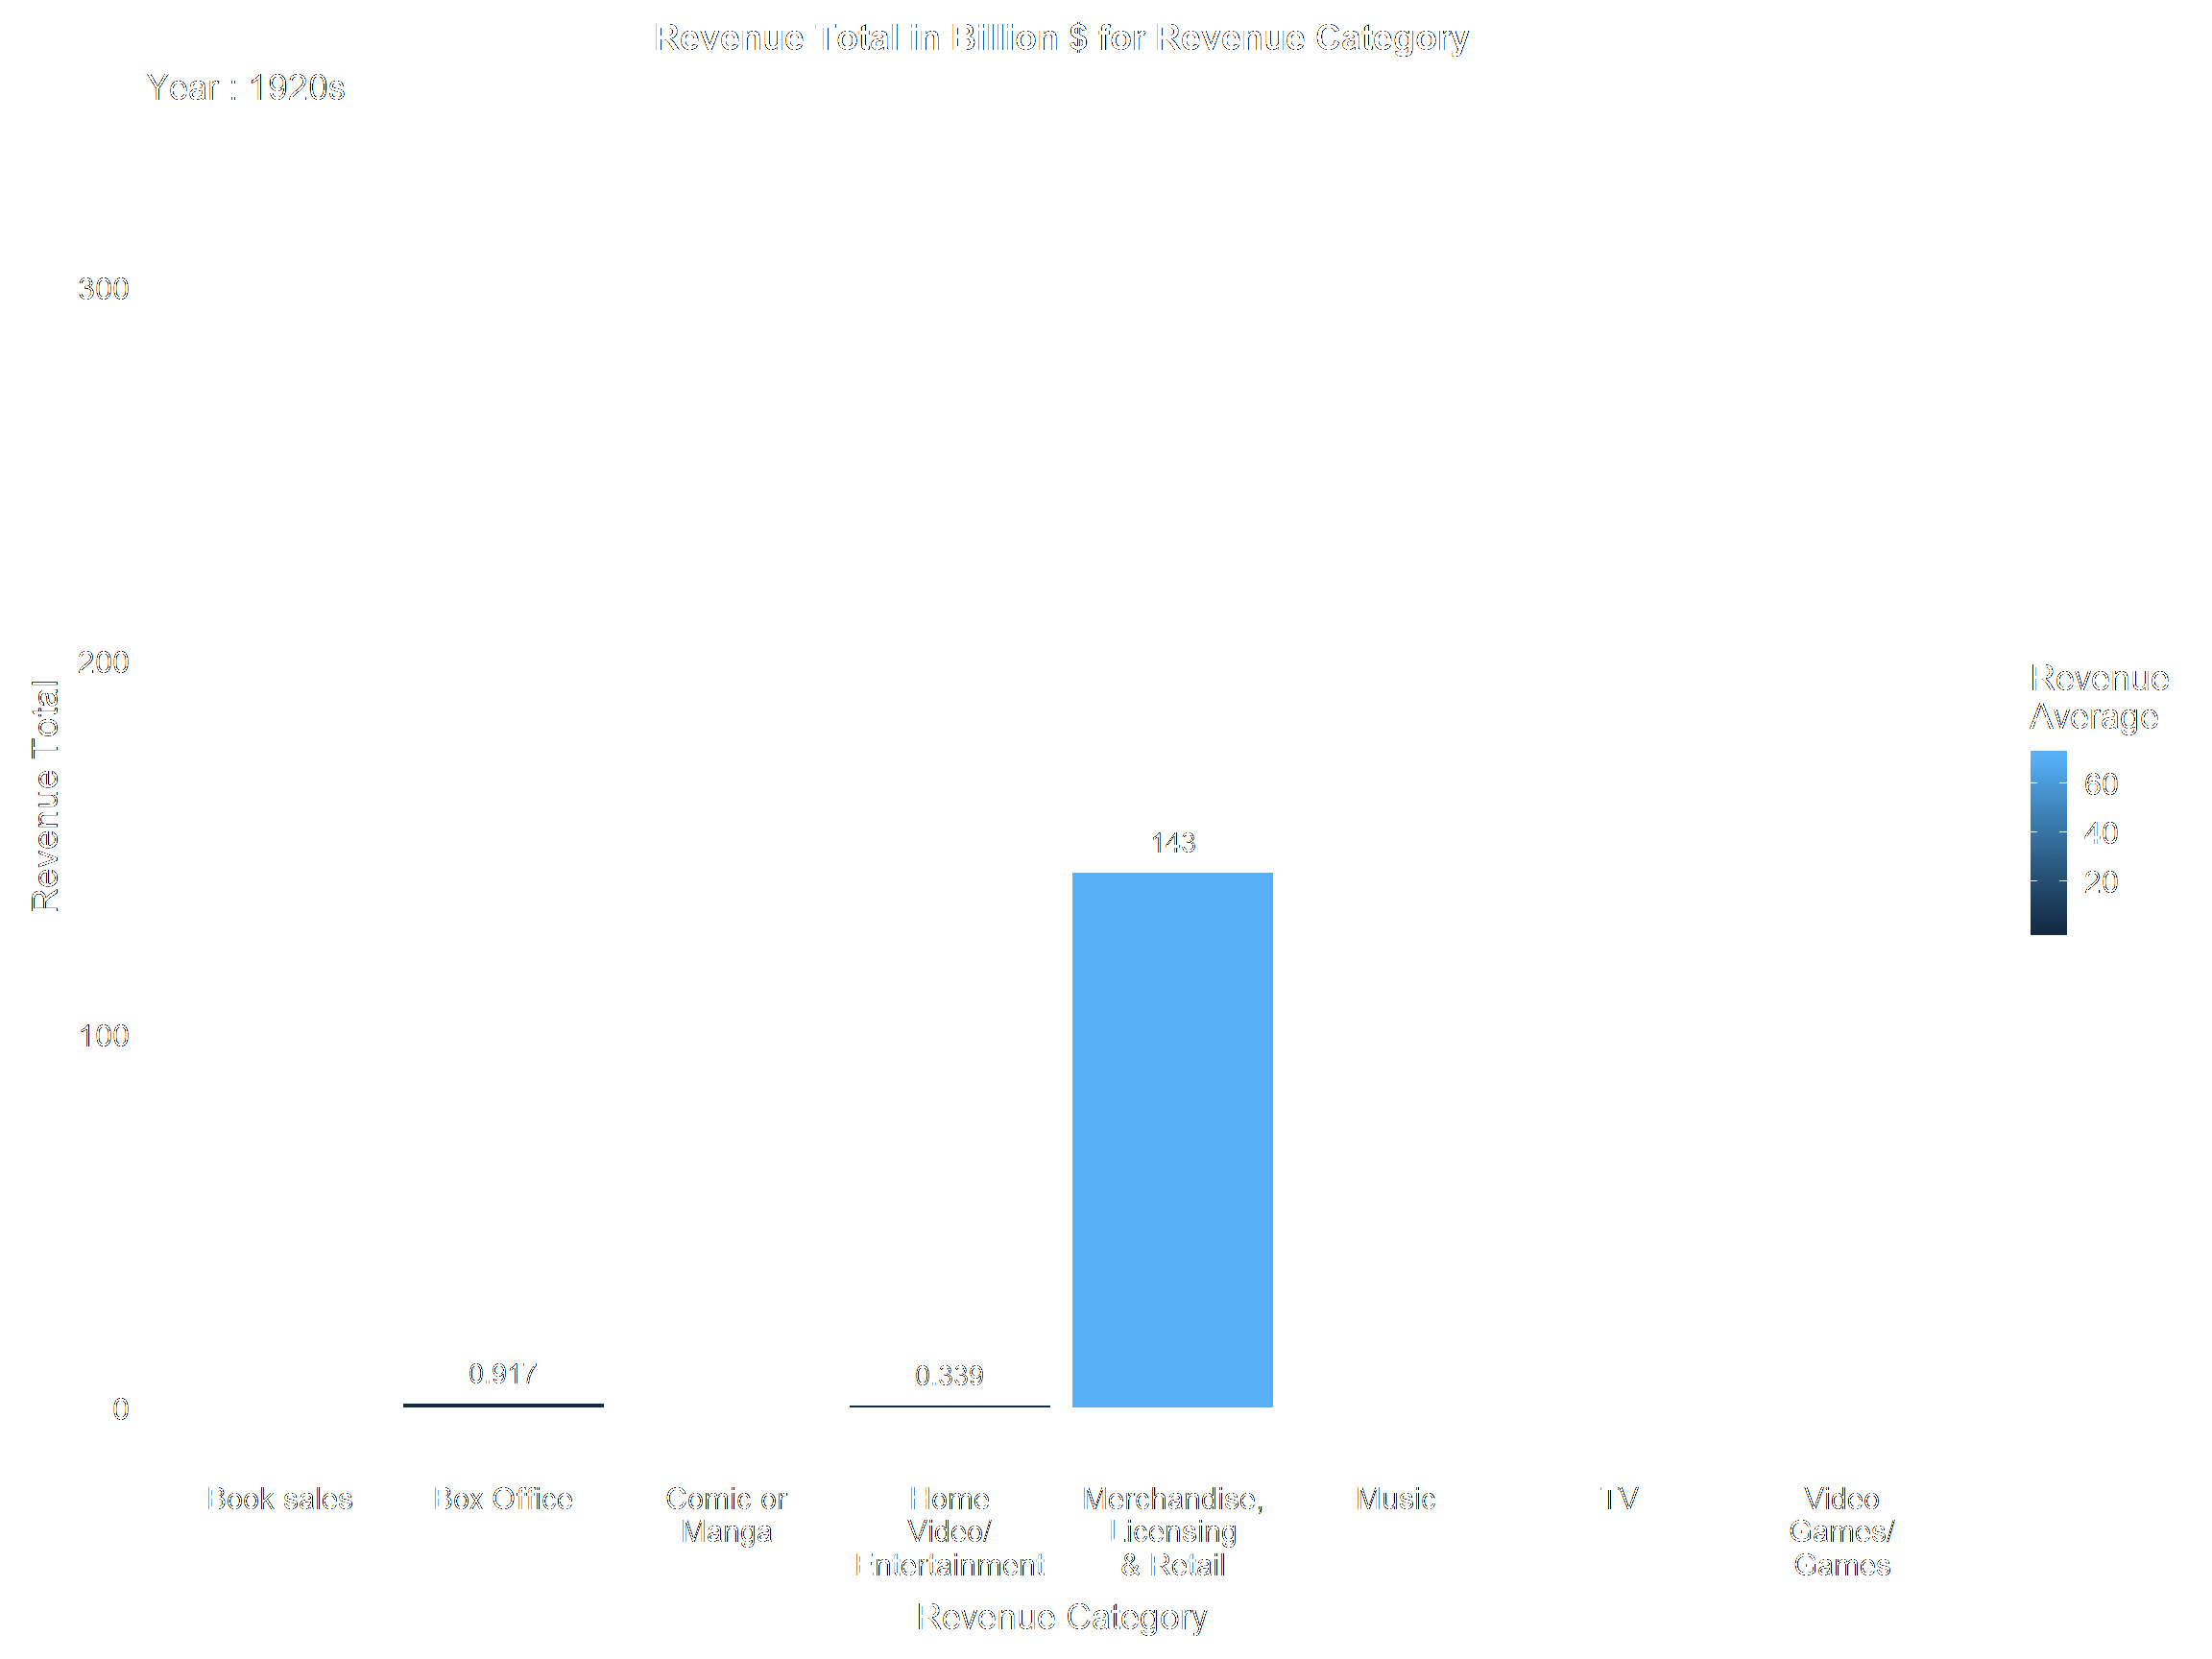 Revenue Total in Billion $ for Revenue Category
Year : 1920s
300
200
100
0
Revenue Total
143
0.917
0.339
Book sales
Box Office
Comic or
Manga
Home
Video/
Entertainment
Merchandise,
Licensing
& Retail
Music
TV
Video
Games/
Games
Revenue Category
Revenue
Average
60
40
20